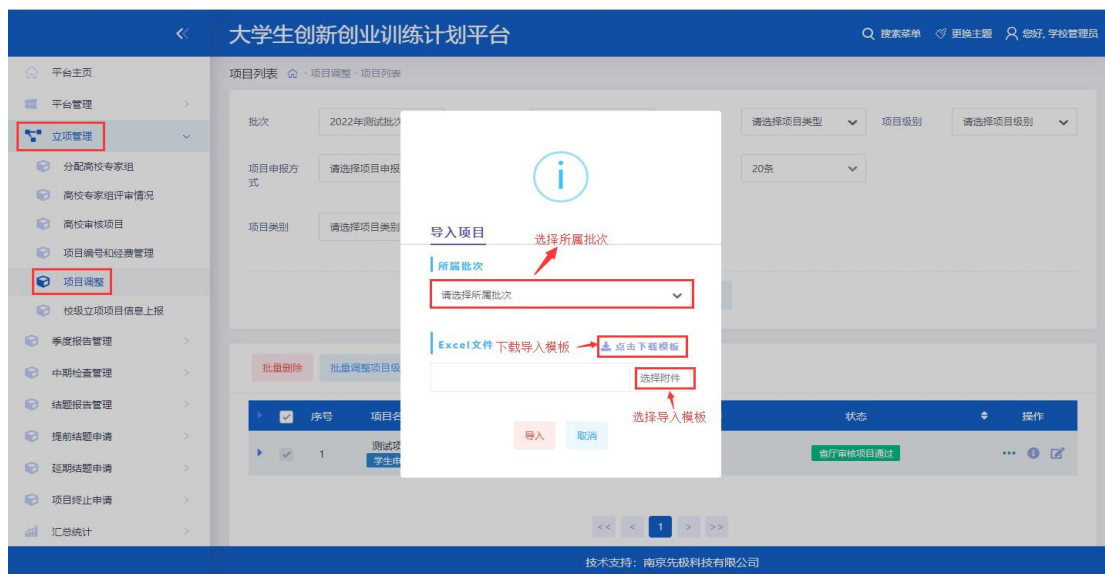 大学生创新创业训练计划平台
搜索菜单 更换主题 您好, 学校管理员
平台主页
平台管理
立项管理
分配高校专家组
高校专家组评审情况
高校审核项目
项目编号和经费管理
项目调整
校级立项项目信息上报
季度报告管理
中期检查管理
结题报告管理
提前结题申请
延期结题申请
项目终止申请
汇总统计
项目列表 - 项目调整 - 项目列表
批次 2022年测试批次 请选择项目类型 项目级别 请选择项目级别
项目申报方式 请选择项目申报 20条
项目类别 请选择项目类别
导入项目
选择所属批次
所属批次
请选择所属批次
Excel文件 下载导入模板 点击下载模板
选择附件
选择导入模板
导入 取消
批量删除 批量调整项目级
序号 项目名 状态 操作
1 测试项 省厅审核项目通过
学生申
<< < 1 > >>
技术支持：南京先极科技有限公司